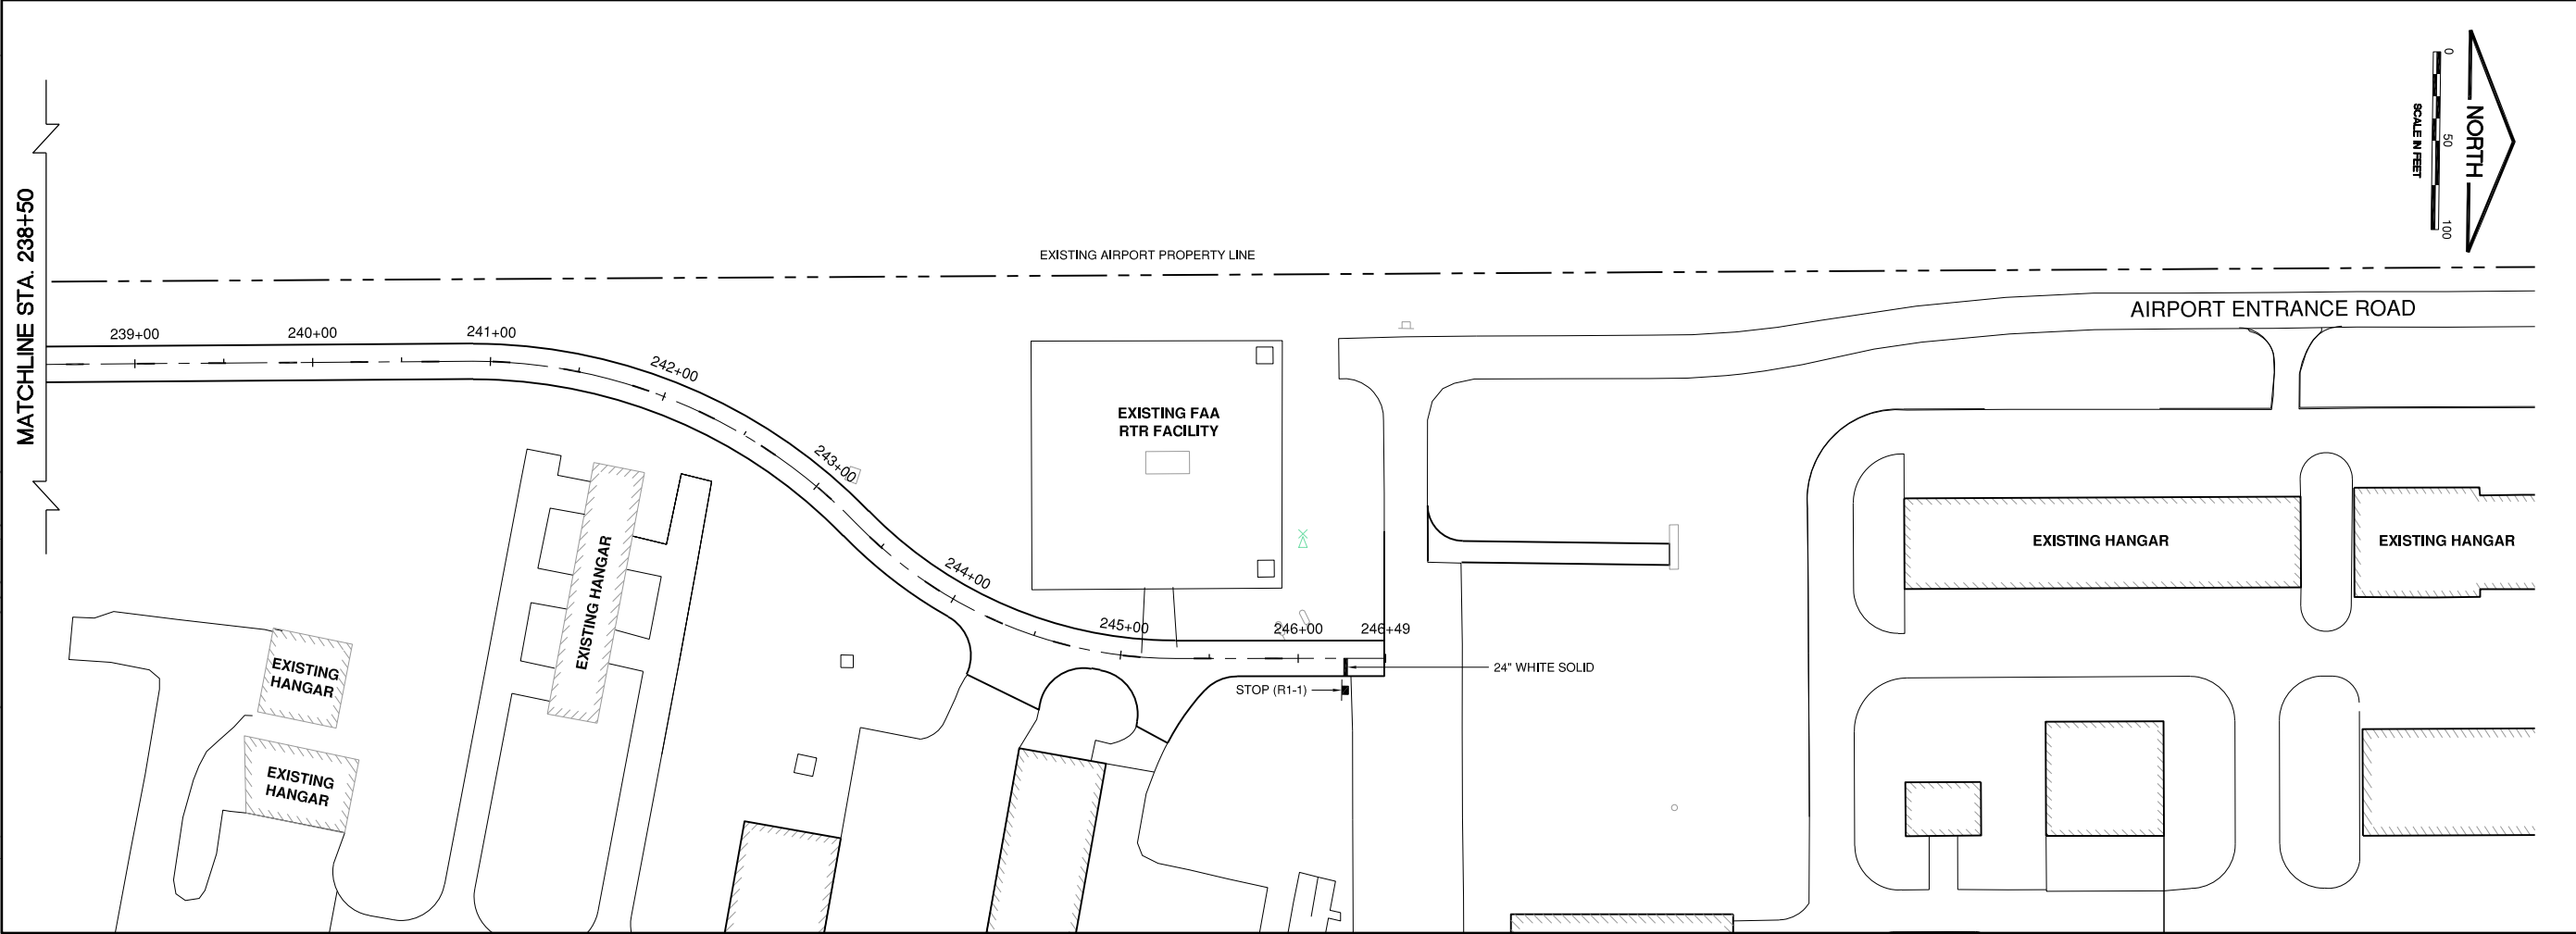 MATCHLINE STA. 238+50
239+00
240+00
241+00
242+00
243+00
244+00
245+00
246+00
246+49
EXISTING AIRPORT PROPERTY LINE
AIRPORT ENTRANCE ROAD
0
50
100
SCALE IN FEET
NORTH
EXISTING FAA
RTR FACILITY
EXISTING HANGAR
EXISTING
HANGAR
EXISTING
HANGAR
24" WHITE SOLID
STOP (R1-1)
EXISTING HANGAR
EXISTING HANGAR